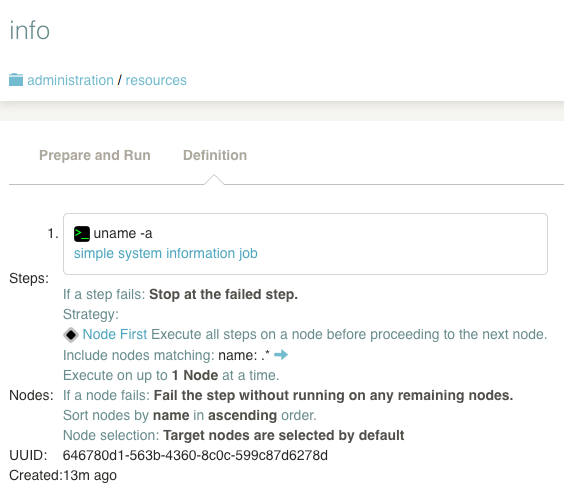 info
administration / resources
Prepare and Run Definition
1. >_ uname -a
simple system information job
Steps:
If a step fails: Stop at the failed step.
Strategy:
Node First Execute all steps on a node before proceeding to the next node.
Include nodes matching: name: .*
Execute on up to 1 Node at a time.
Nodes: If a node fails: Fail the step without running on any remaining nodes.
Sort nodes by name in ascending order.
Node selection: Target nodes are selected by default
UUID: 646780d1-563b-4360-8c0c-599c87d6278d
Created:13m ago